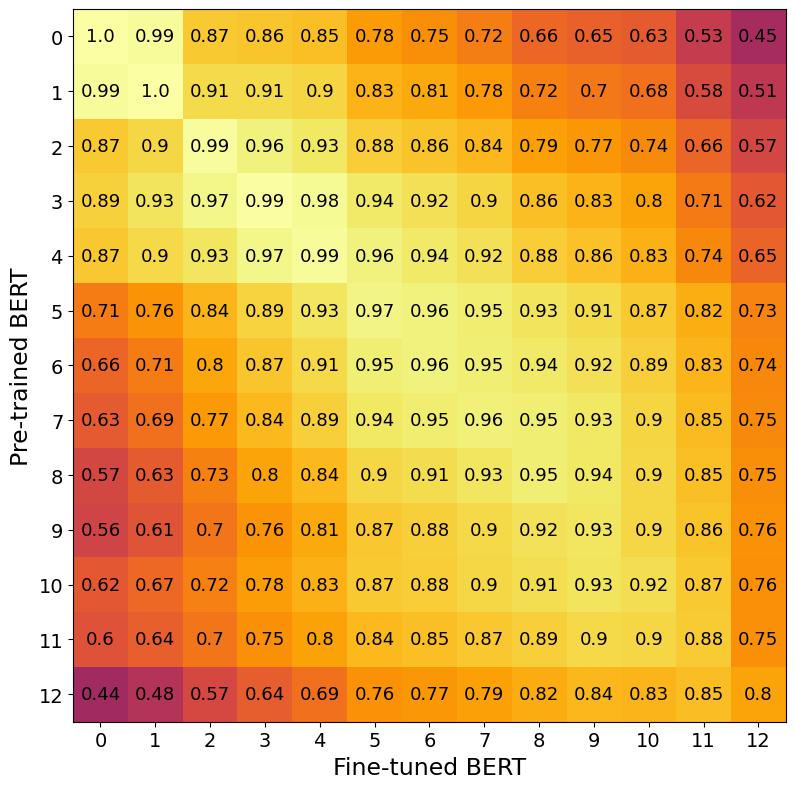 0 1.0 0.99 0.87 0.86 0.85 0.78 0.75 0.72 0.66 0.65 0.63 0.53 0.45
1 0.99 1.0 0.91 0.91 0.9 0.83 0.81 0.78 0.72 0.7 0.68 0.58 0.51
2 0.87 0.9 0.99 0.96 0.93 0.88 0.86 0.84 0.79 0.77 0.74 0.66 0.57
3 0.89 0.93 0.97 0.99 0.98 0.94 0.92 0.9 0.86 0.83 0.8 0.71 0.62
4 0.87 0.9 0.93 0.97 0.99 0.96 0.94 0.92 0.88 0.86 0.83 0.74 0.65
5 0.71 0.76 0.84 0.89 0.93 0.97 0.96 0.95 0.93 0.91 0.87 0.82 0.73
6 0.66 0.71 0.8 0.87 0.91 0.95 0.96 0.95 0.94 0.92 0.89 0.83 0.74
7 0.63 0.69 0.77 0.84 0.89 0.94 0.95 0.96 0.95 0.93 0.9 0.85 0.75
8 0.57 0.63 0.73 0.8 0.84 0.9 0.91 0.93 0.95 0.94 0.9 0.85 0.75
9 0.56 0.61 0.7 0.76 0.81 0.87 0.88 0.9 0.92 0.93 0.9 0.86 0.76
10 0.62 0.67 0.72 0.78 0.83 0.87 0.88 0.9 0.91 0.93 0.92 0.87 0.76
11 0.6 0.64 0.7 0.75 0.8 0.84 0.85 0.87 0.89 0.9 0.9 0.88 0.75
12 0.44 0.48 0.57 0.64 0.69 0.76 0.77 0.79 0.82 0.84 0.83 0.85 0.8
0 1 2 3 4 5 6 7 8 9 10 11 12
Fine-tuned BERT
Pre-trained BERT